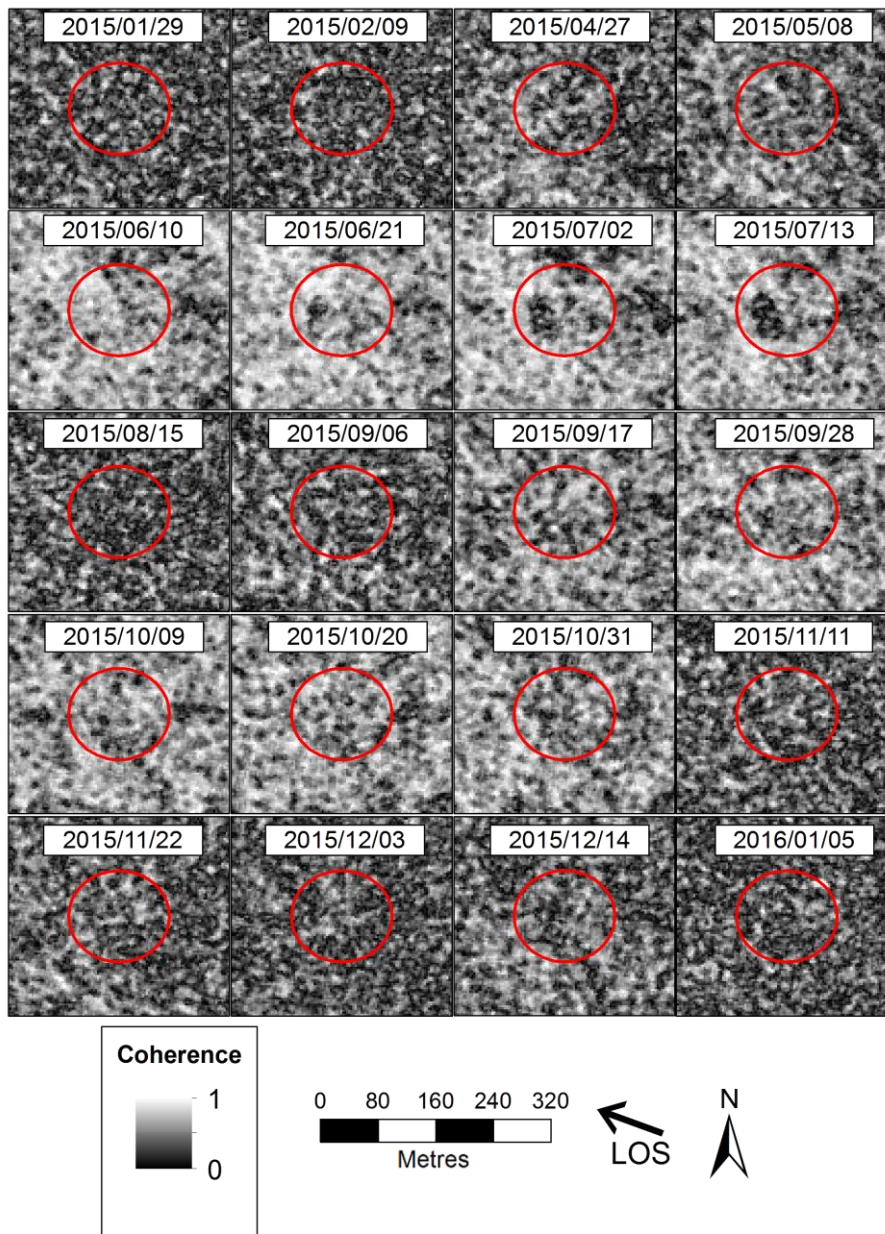 2015/01/29 2015/02/09 2015/04/27 2015/05/08
2015/06/10 2015/06/21 2015/07/02 2015/07/13
2015/08/15 2015/09/06 2015/09/17 2015/09/28
2015/10/09 2015/10/20 2015/10/31 2015/11/11
2015/11/22 2015/12/03 2015/12/14 2016/01/05
Coherence
1
0
0 80 160 240 320
Metres
LOS
N